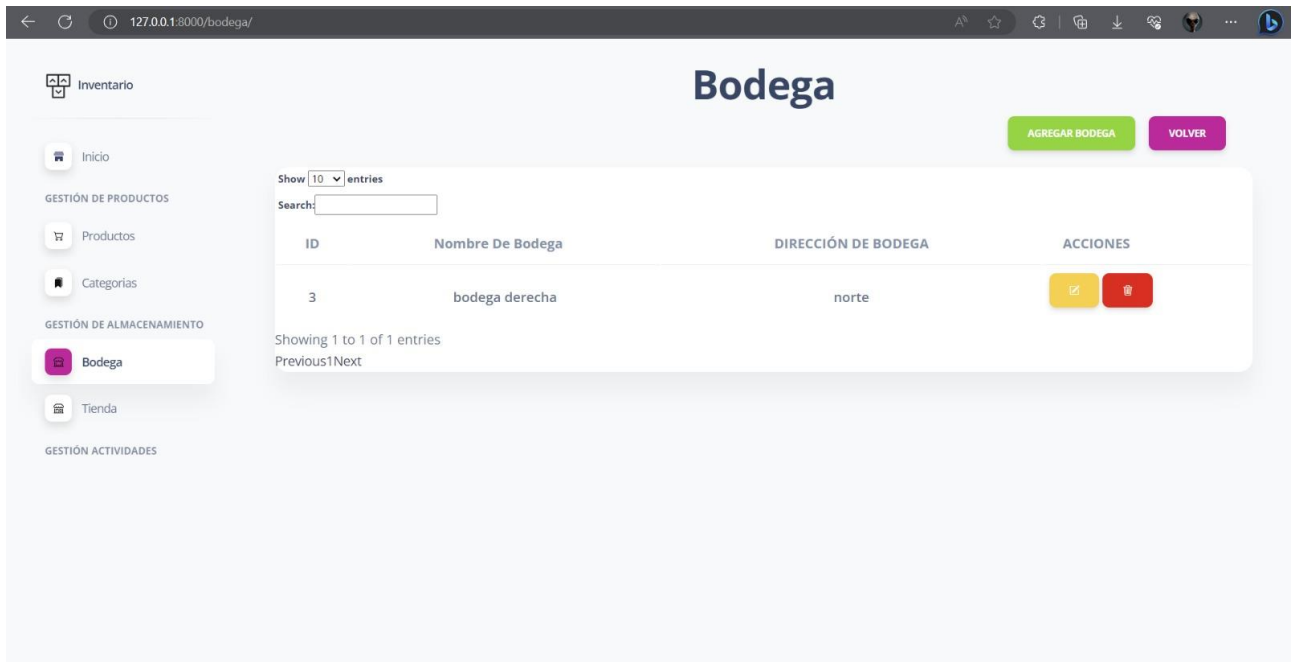 127.0.0.1:8000/bodega/
Inventario
Inicio
GESTIÓN DE PRODUCTOS
Productos
Categorias
GESTIÓN DE ALMACENAMIENTO
Bodega
Tienda
GESTIÓN ACTIVIDADES
Bodega
AGREGAR BODEGA VOLVER
Show 10 entries
Search:
ID Nombre De Bodega DIRECCIÓN DE BODEGA ACCIONES
3 bodega derecha norte
Showing 1 to 1 of 1 entries
Previous1Next